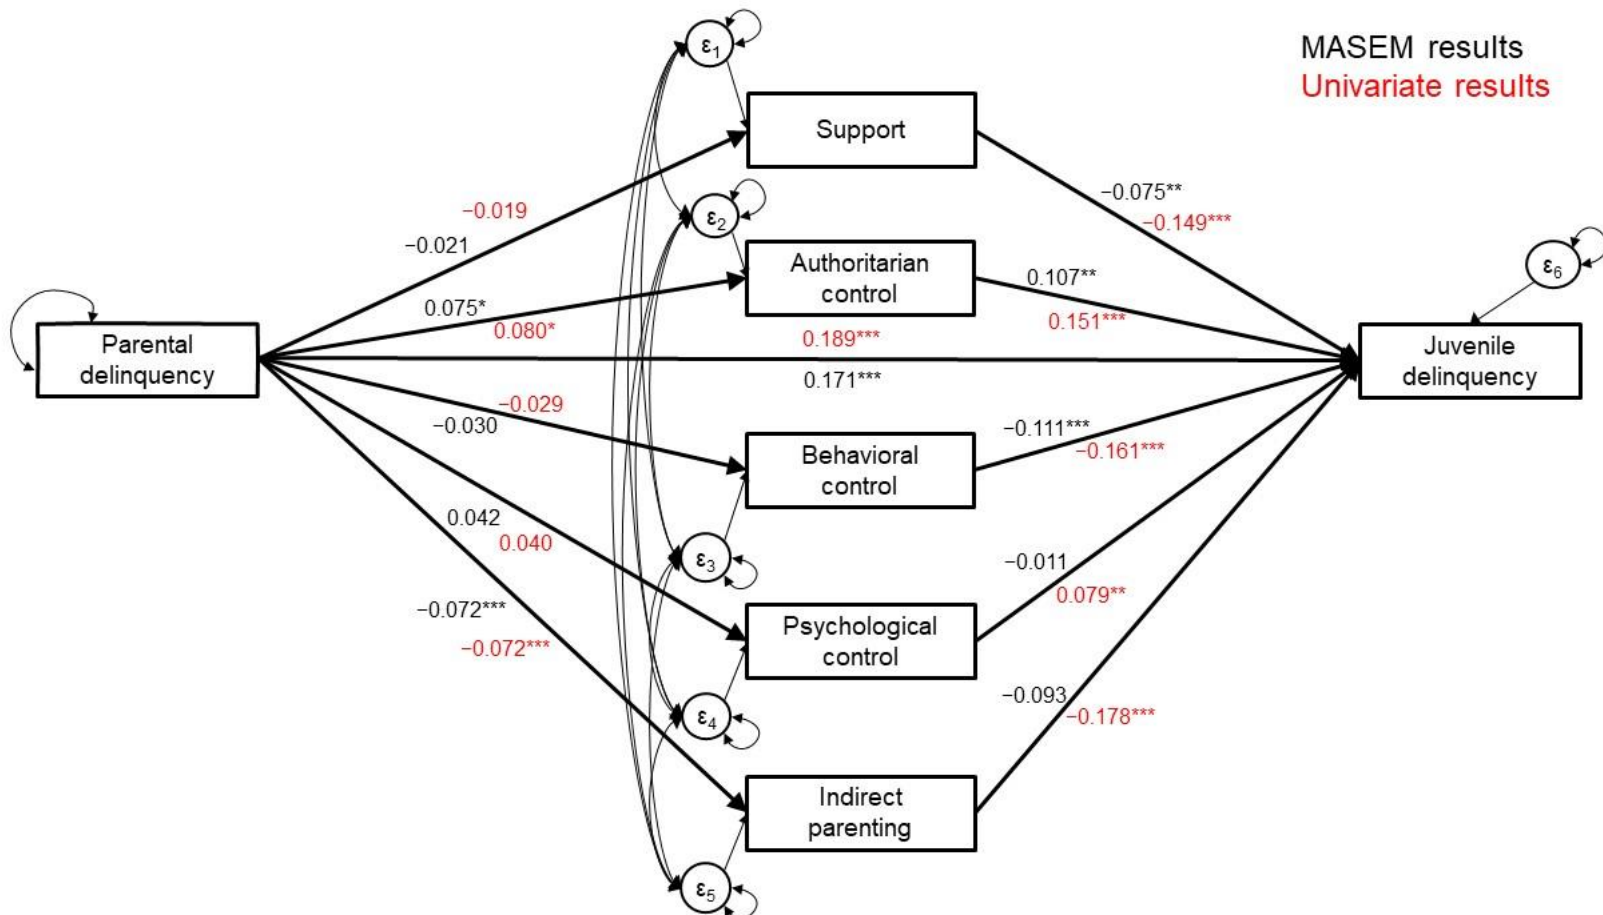 MASEM results
Univariate results
ε1
Support
−0.075**
−0.149***
−0.019
−0.021
ε2
Authoritarian
control
0.107**
0.151***
ε6
0.075*
0.080*
Parental
delinquency
0.189***
0.171***
Juvenile
delinquency
−0.029
−0.030
Behavioral
control
−0.111***
−0.161***
0.042
0.040
ε3
−0.011
0.079**
−0.072***
−0.072***
Psychological
control
ε4
−0.093
−0.178***
Indirect
parenting
ε5